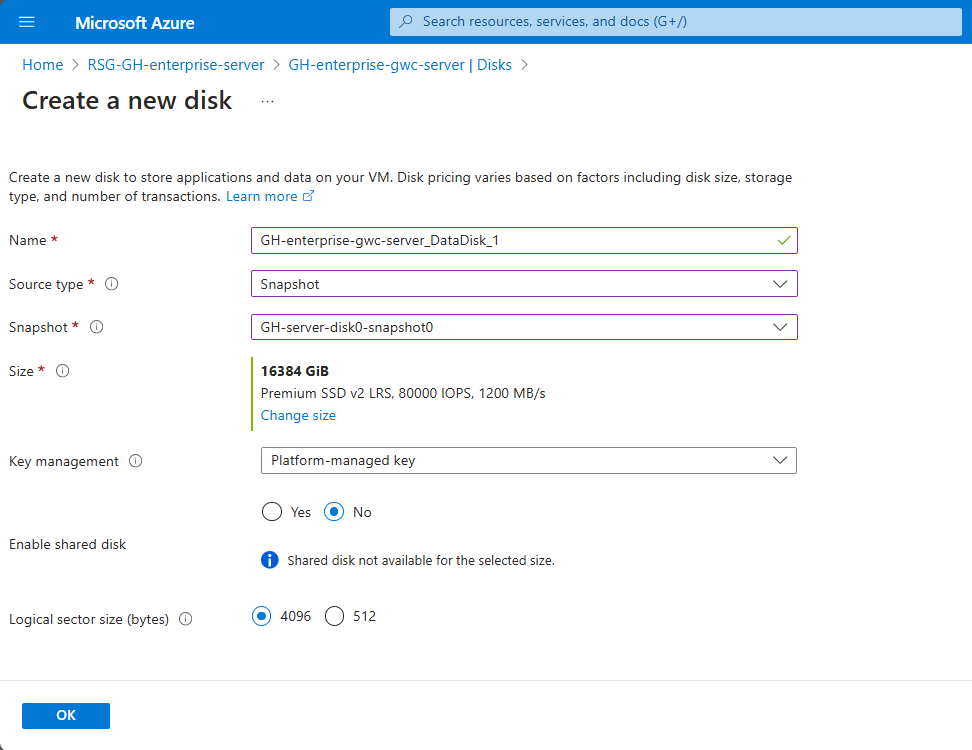 Microsoft Azure
Search resources, services, and docs (G+/)
Home > RSG-GH-enterprise-server > GH-enterprise-gwc-server | Disks >
Create a new disk ...
Create a new disk to store applications and data on your VM. Disk pricing varies based on factors including disk size, storage
type, and number of transactions. Learn more
Name *
GH-enterprise-gwc-server_DataDisk_1
Source type *
Snapshot
Snapshot *
GH-server-disk0-snapshot0
Size *
16384 GiB
Premium SSD v2 LRS, 80000 IOPS, 1200 MB/s
Change size
Key management
Platform-managed key
Yes No
Enable shared disk
Shared disk not available for the selected size.
Logical sector size (bytes)
4096 512
OK